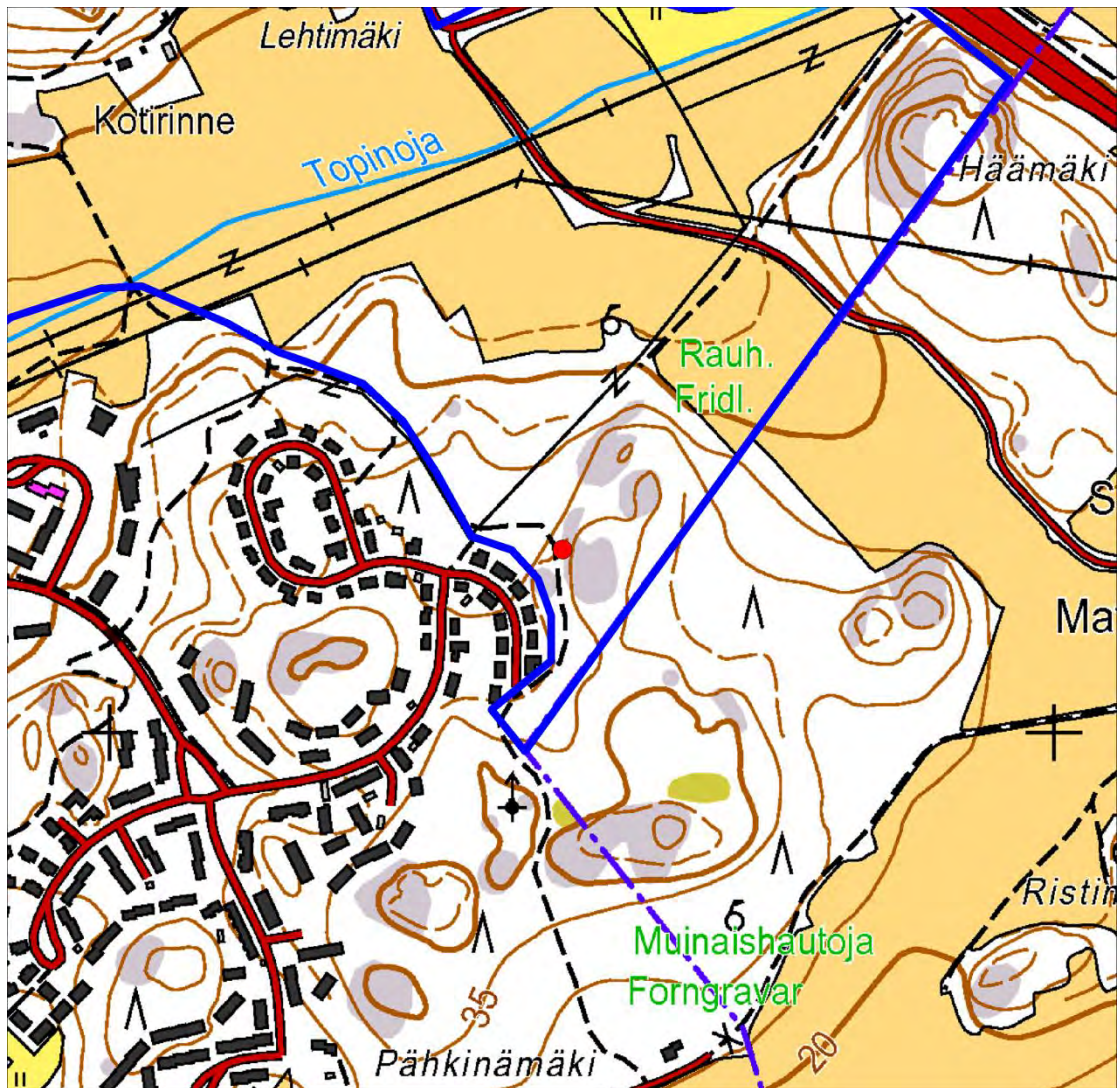 Lehtimäki
Kotirinne
Topinoja
Häämäki
Rauh.
Fridl.
S
Ma
Ristin
Muinaishautoja
Forngravar
35
20
Pähkinämäki